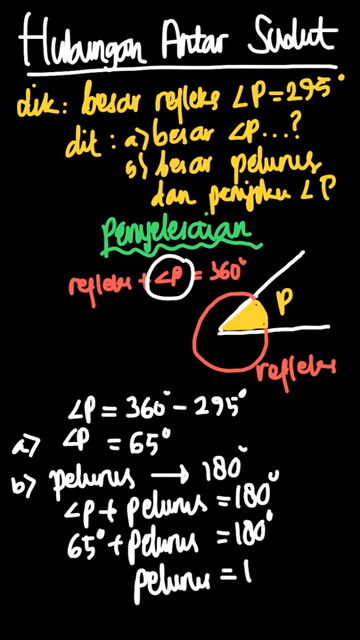 Hubungan Antar Sudut
dik: besar refleks ∠P = 295°
dit: a) besar ∠P...?
b) besar pelurus
dan penyiku ∠P
Penyelesaian
refleks + ∠P = 360°
P
refleks
∠P = 360° - 295°
a) ∠P = 65°
b) pelurus → 180°
∠P + pelurus = 180°
65° + pelurus = 180°
pelurus = 1